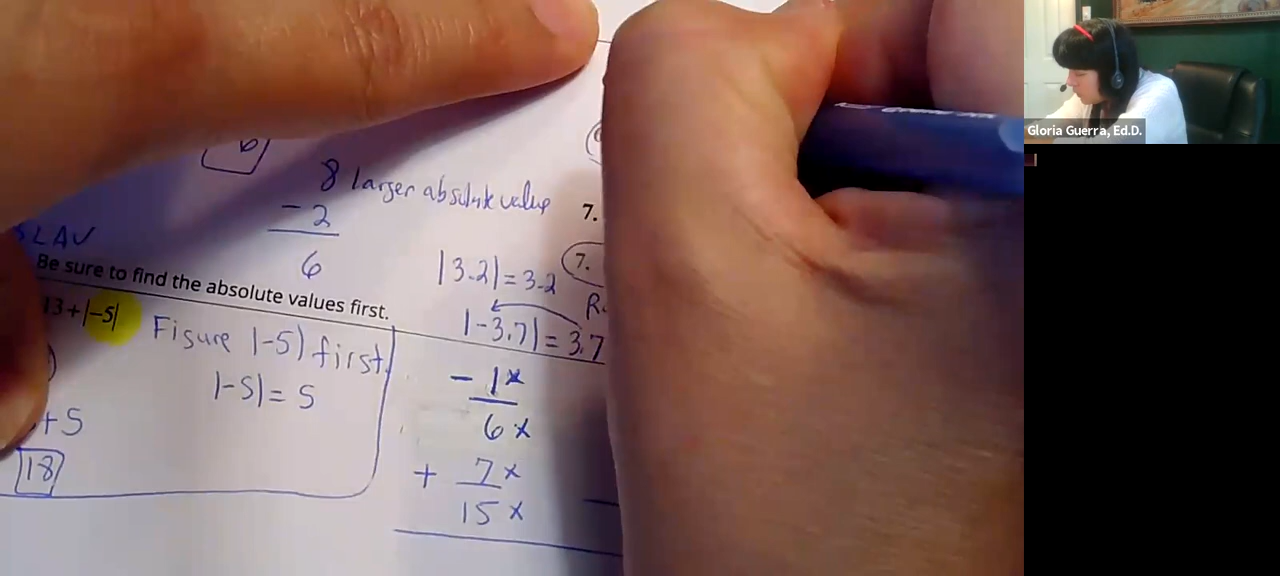 6
8 larger absolute value
- 2
6
SLAV
Be sure to find the absolute values first.
13+|-5|
Figure |-5| first.
|-5| = 5
+5
18
|3.2| = 3.2
|-3.7| = 3.7
- 1x
6x
+ 7x
15x
7.
7.
R
Gloria Guerra, Ed.D.